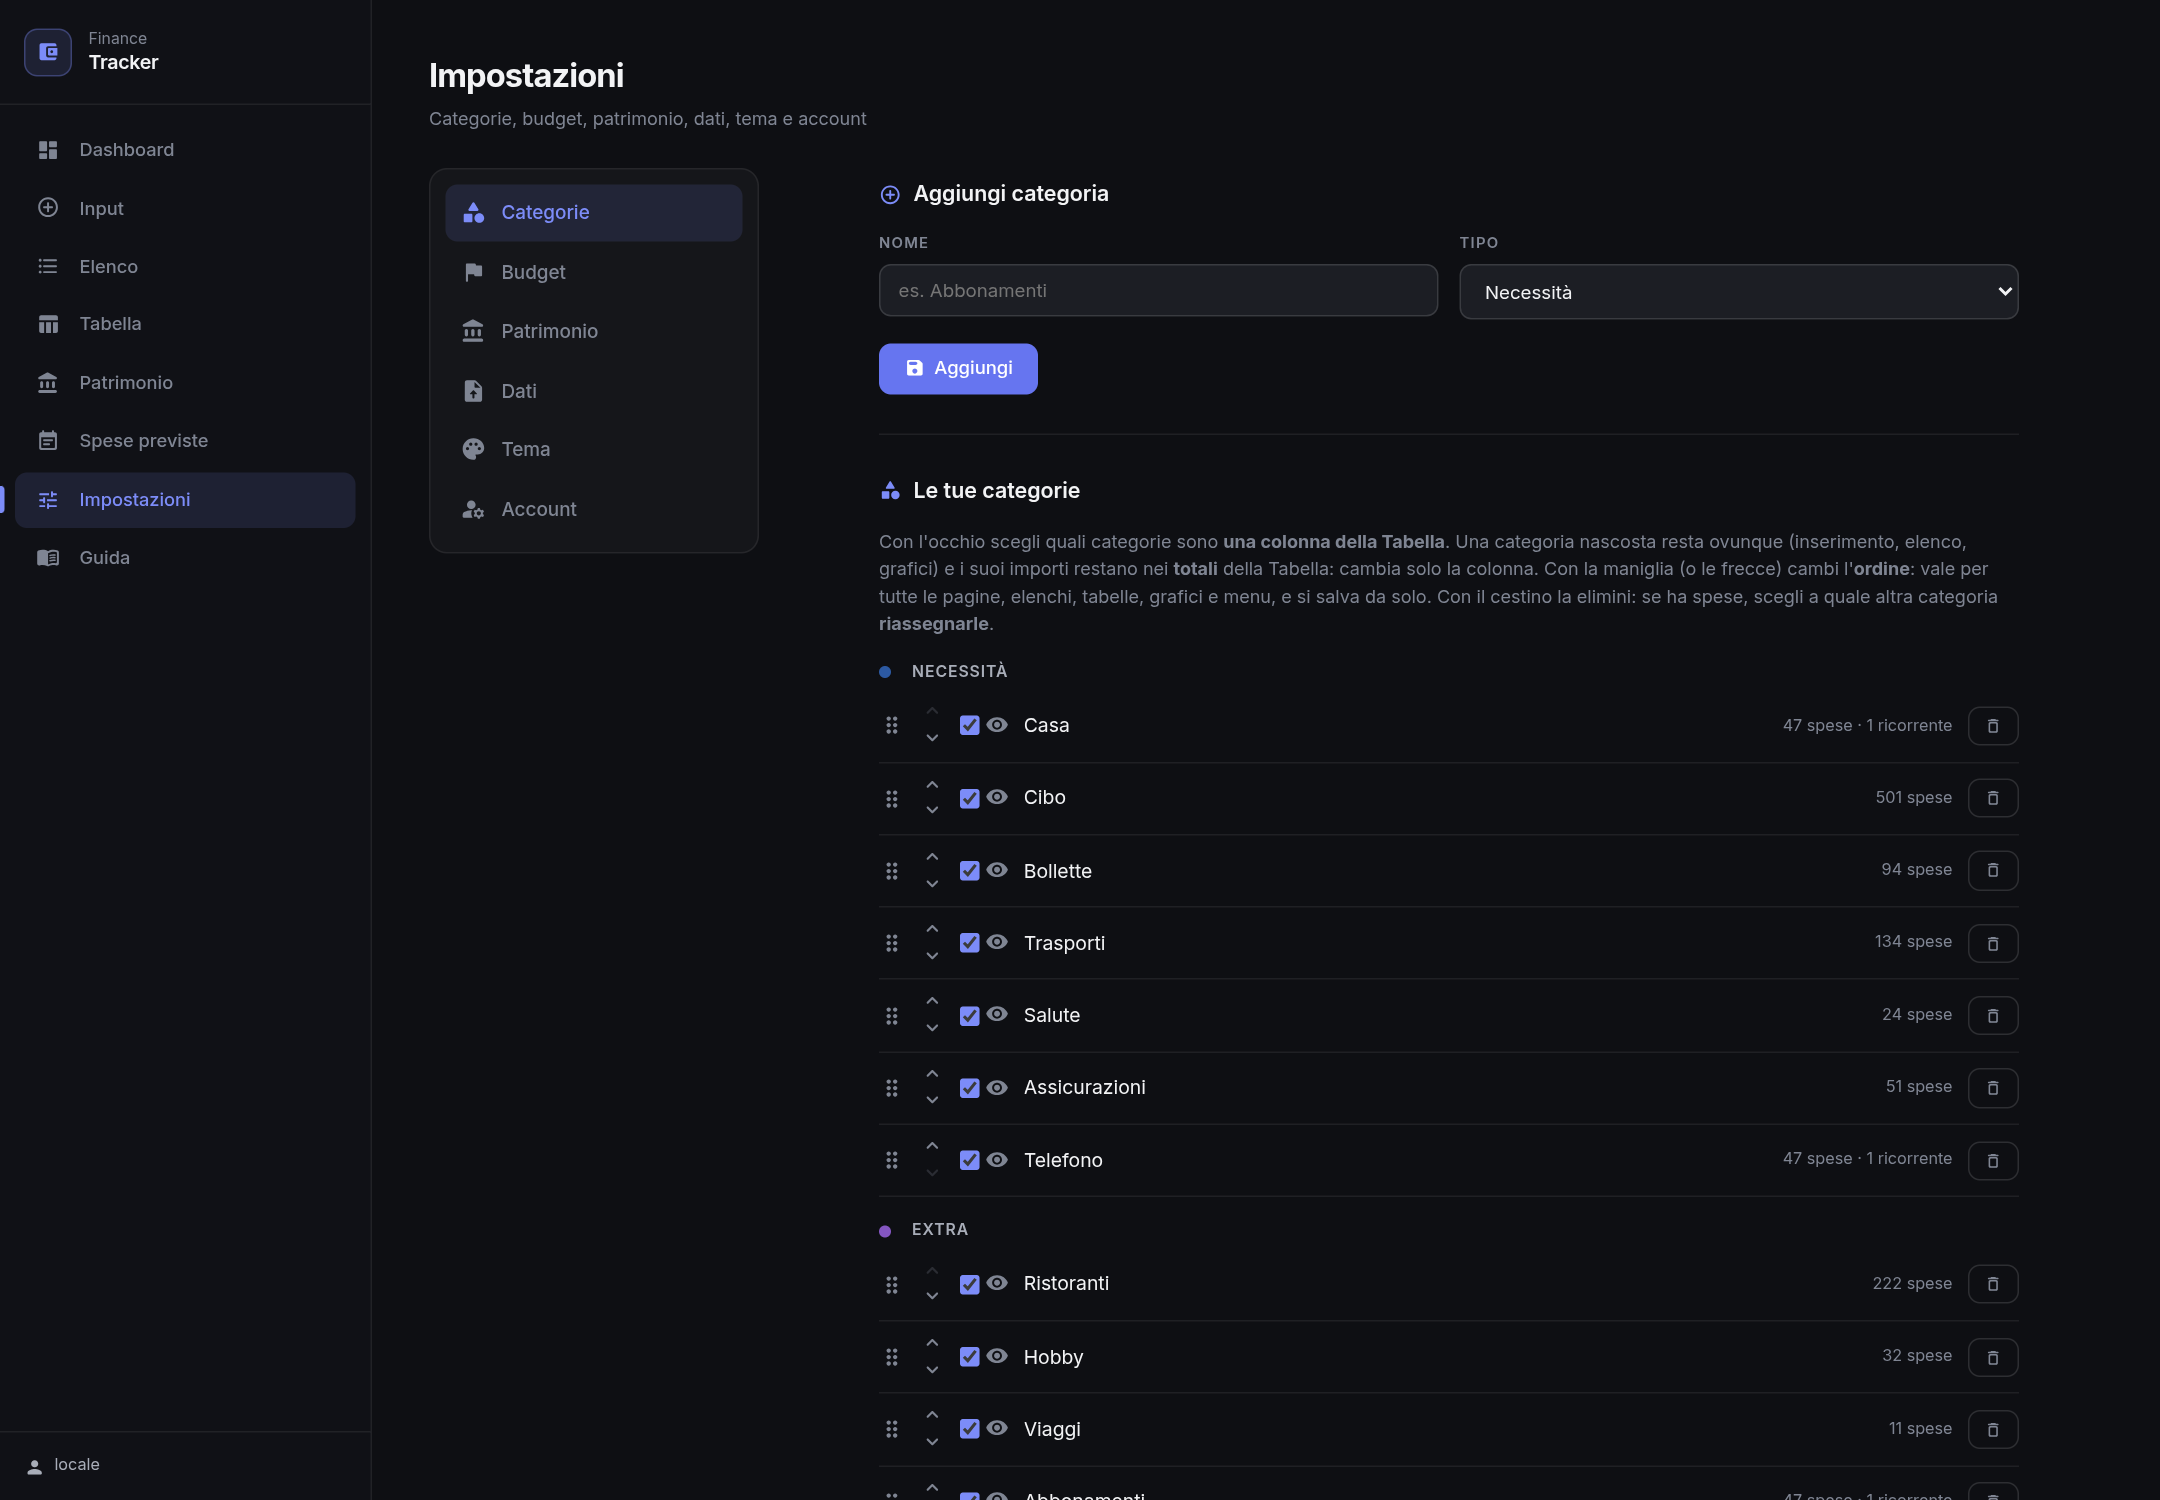 Finance
Tracker
Dashboard
Input
Elenco
Tabella
Patrimonio
Spese previste
Impostazioni
Guida
locale
Impostazioni
Categorie, budget, patrimonio, dati, tema e account
Categorie
Budget
Patrimonio
Dati
Tema
Account
Aggiungi categoria
NOME
TIPO
es. Abbonamenti
Necessità
Aggiungi
Le tue categorie
Con l'occhio scegli quali categorie sono una colonna della Tabella. Una categoria nascosta resta ovunque (inserimento, elenco,
grafici) e i suoi importi restano nei totali della Tabella: cambia solo la colonna. Con la maniglia (o le frecce) cambi l'ordine: vale per
tutte le pagine, elenchi, tabelle, grafici e menu, e si salva da solo. Con il cestino la elimini: se ha spese, scegli a quale altra categoria
riassegnarle.
NECESSITÀ
Casa 47 spese · 1 ricorrente
Cibo 501 spese
Bollette 94 spese
Trasporti 134 spese
Salute 24 spese
Assicurazioni 51 spese
Telefono 47 spese · 1 ricorrente
EXTRA
Ristoranti 222 spese
Hobby 32 spese
Viaggi 11 spese
Abbonamenti 47 spese · 1 ricorrente